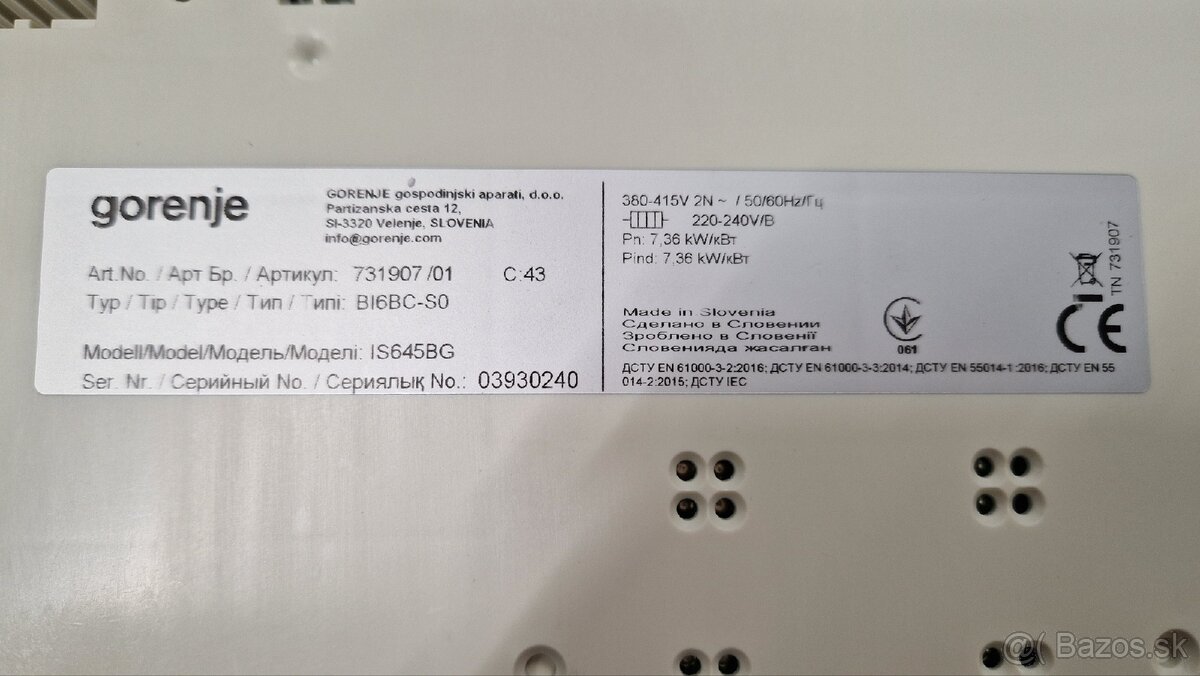 gorenje
GORENJE gospodinjski aparati, d.o.o.
Partizanska cesta 12,
SI-3320 Velenje, SLOVENIA
info@gorenje.com
Art.No. / Арт Бр. / Артикул: 731907 /01 C:43
Typ / Tip / Type / Тип / Типі: BI6BC-S0
Modell/Model/Модель/Моделі: IS645BG
Ser. Nr. / Серийный No. / Сериялық No.: 03930240
380-415V 2N ~ / 50/60Hz/Гц
220-240V/В
Pn: 7,36 kW/кВт
Pind: 7,36 kW/кВт
Made in Slovenia
Сделано в Словении
Зроблено в Словенії
Словенияда жасалған
061
TN 731907
CE
ДСТУ EN 61000-3-2:2016; ДСТУ EN 61000-3-3:2014; ДСТУ EN 55014-1:2016; ДСТУ EN 55
014-2:2015; ДСТУ IEC
@( Bazos.sk